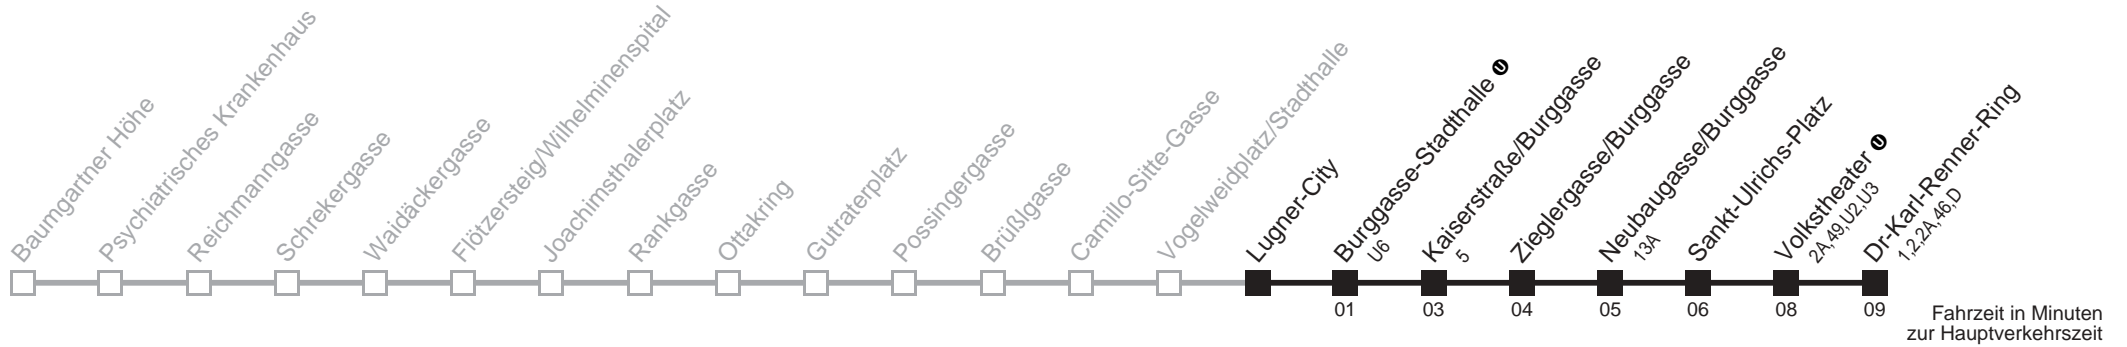 Baumgartner Höhe
Psychiatrisches Krankenhaus
Reichmanngasse
Schrekergasse
Waidäckergasse
Flötzersteig/Wilhelminenspital
Joachimsthalerplatz
Rankgasse
Ottakring
Gutraterplatz
Possingergasse
Brüßlgasse
Camillo-Sitte-Gasse
Vogelweidplatz/Stadthalle
Lugner-City
Burggasse-Stadthalle U
U6
Kaiserstraße/Burggasse
5
Zieglergasse/Burggasse
Neubaugasse/Burggasse
13A
Sankt-Ulrichs-Platz
Volkstheater U
2A,49,U2,U3
Dr-Karl-Renner-Ring
1,2,2A,46,D
01 03 04 05 06 08 09
Fahrzeit in Minuten
zur Hauptverkehrszeit